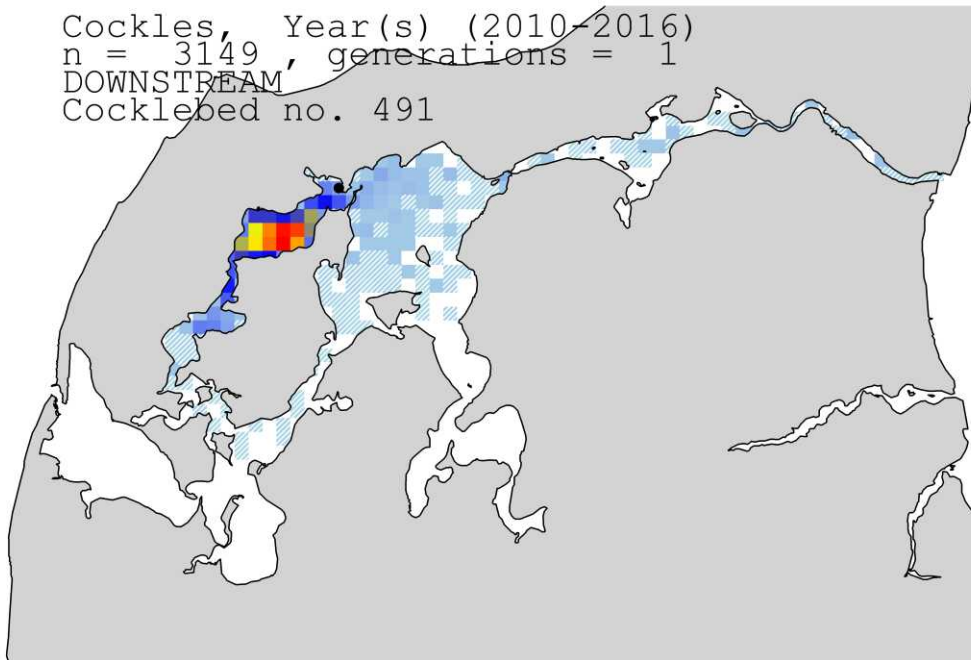 Cockles, Year(s) (2010-2016)
n = 3149 , generations = 1
DOWNSTREAM
Cocklebed no. 491